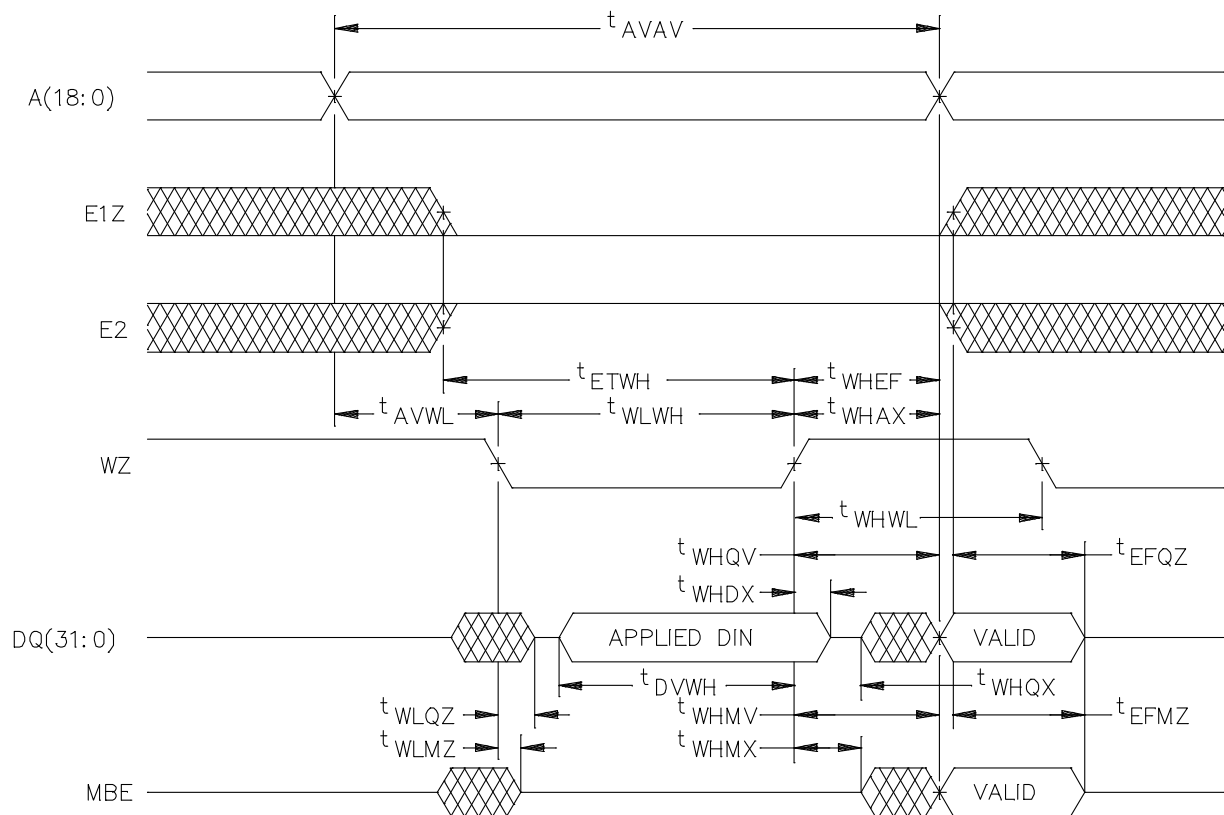 tAVAV
A(18:0)
E1Z
E2
tETWH
tWHEF
tAVWL
tWLWH
tWHAX
WZ
tWHWL
tWHQV
tEFQZ
tWHDX
DQ(31:0)
APPLIED DIN
VALID
tDVWH
tWHQX
tWLQZ
tWHMV
tEFMZ
tWLMZ
tWHMX
MBE
VALID